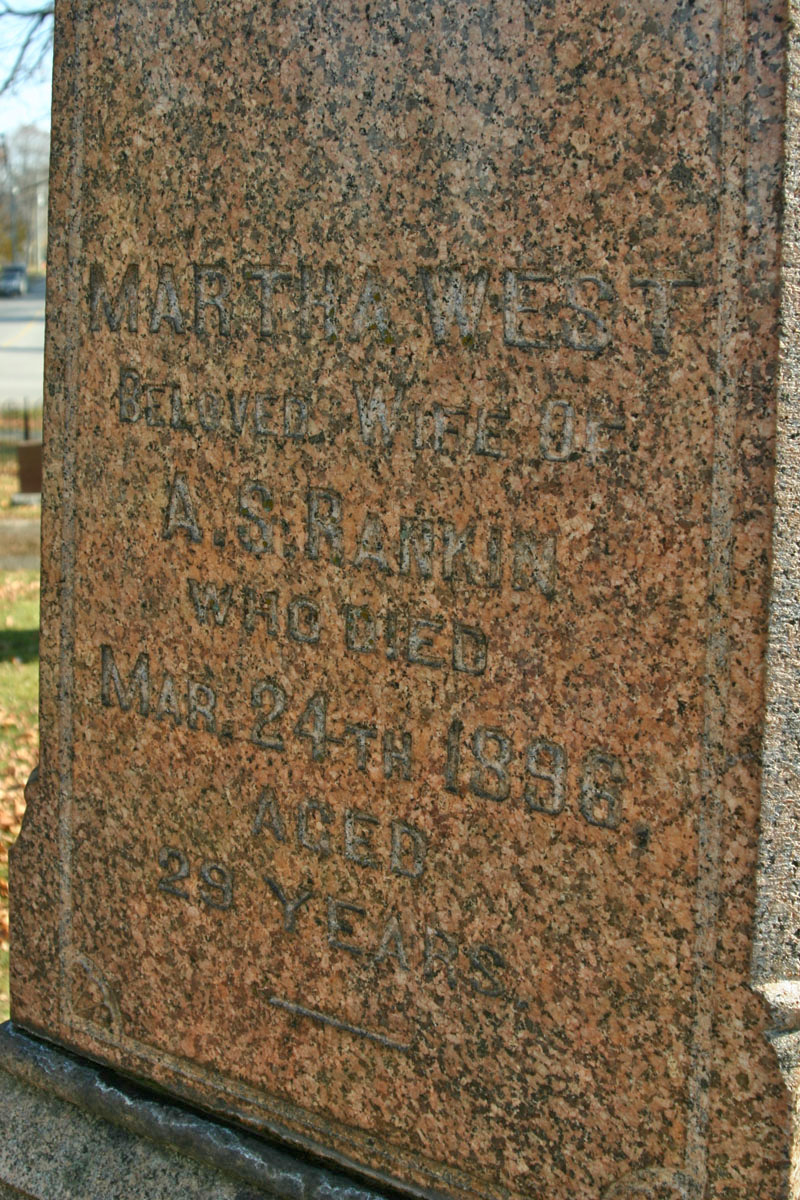 MARTHA WEST
BELOVED WIFE OF
A. S. RANKIN
WHO DIED
MAR. 24TH 1896,
AGED
29 YEARS.